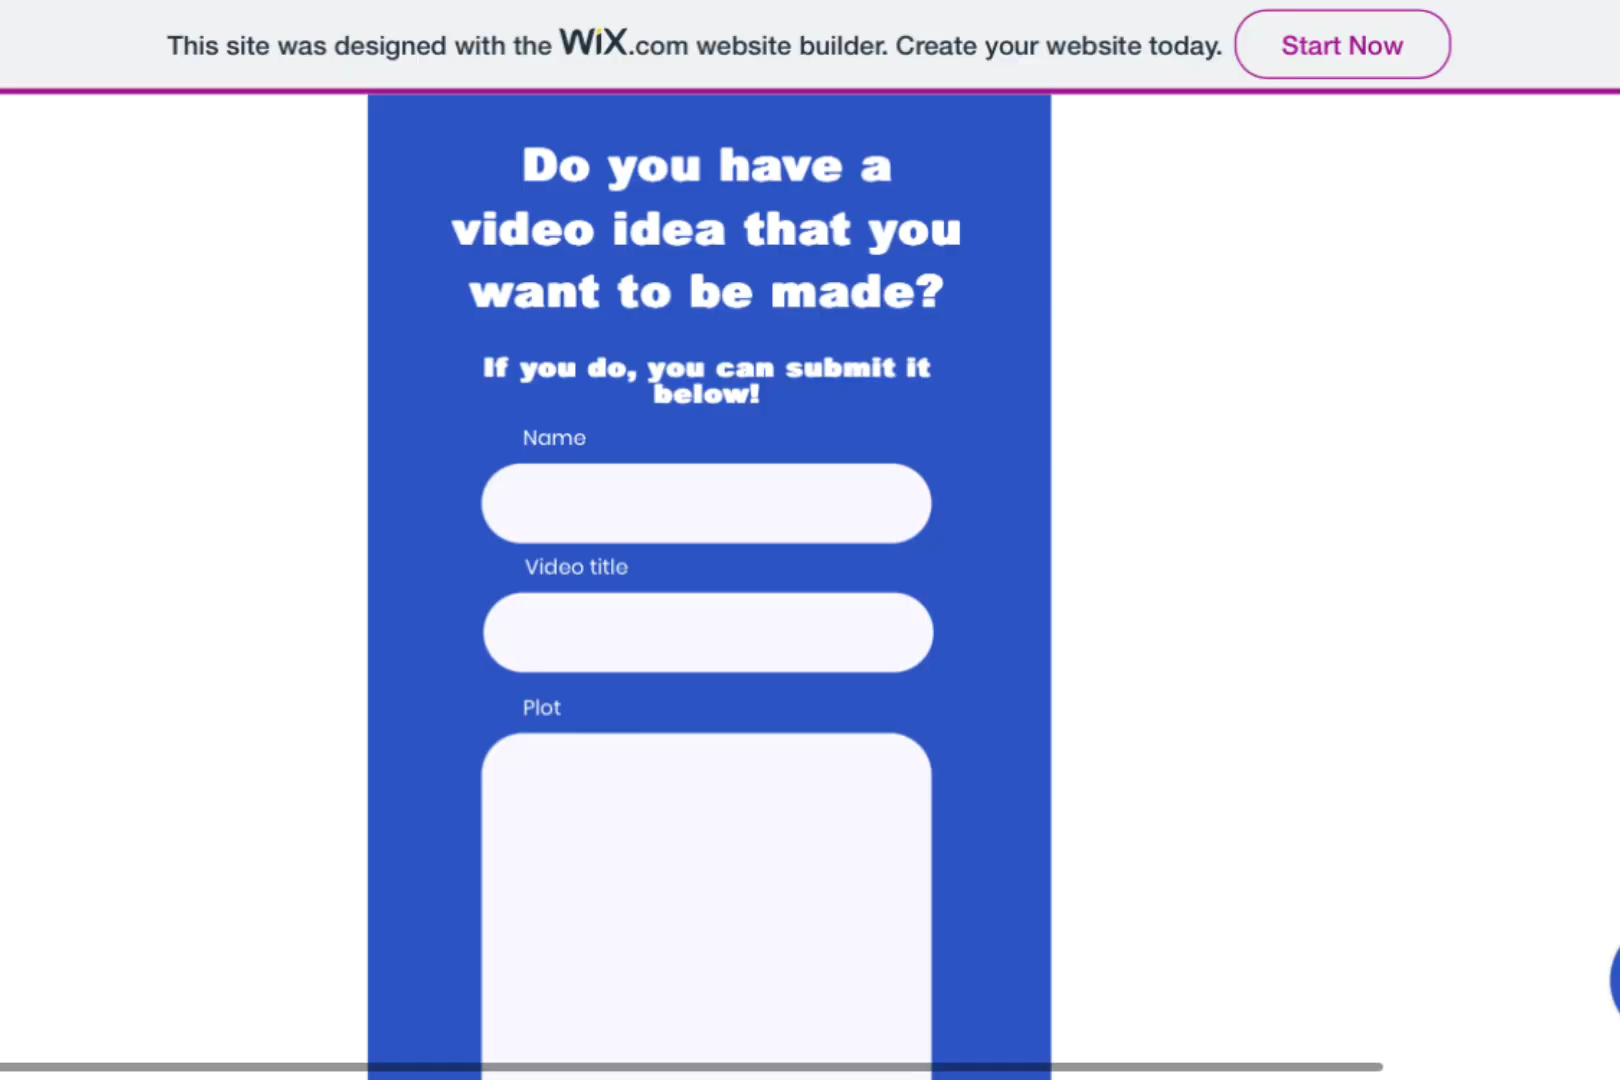 This site was designed with the WiX.com website builder. Create your website today. Start Now
Do you have a
video idea that you
want to be made?
If you do, you can submit it
below!
Name
Video title
Plot